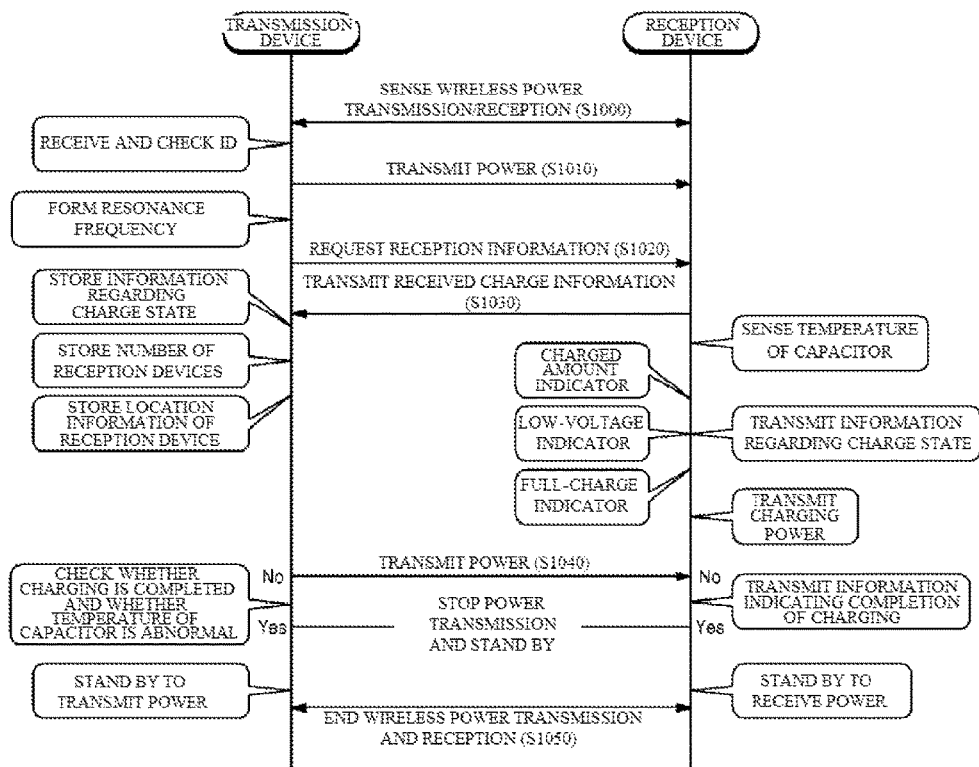 TRANSMISSION
DEVICE
RECEPTION
DEVICE
SENSE WIRELESS POWER
TRANSMISSION/RECEPTION (S1000)
RECEIVE AND CHECK ID
TRANSMIT POWER (S1010)
FORM RESONANCE
FREQUENCY
REQUEST RECEPTION INFORMATION (S1020)
STORE INFORMATION
REGARDING
CHARGE STATE
TRANSMIT RECEIVED CHARGE INFORMATION
(S1030)
SENSE TEMPERATURE
OF CAPACITOR
STORE NUMBER OF
RECEPTION DEVICES
CHARGED
AMOUNT
INDICATOR
STORE LOCATION
INFORMATION OF
RECEPTION DEVICE
LOW-VOLTAGE
INDICATOR
TRANSMIT INFORMATION
REGARDING CHARGE STATE
FULL-CHARGE
INDICATOR
TRANSMIT
CHARGING
POWER
TRANSMIT POWER (S1040)
CHECK WHETHER
CHARGING IS COMPLETED
AND WHETHER
TEMPERATURE OF
CAPACITOR IS ABNORMAL
No
No
Yes
Yes
STOP POWER
TRANSMISSION
AND STAND BY
TRANSMIT INFORMATION
INDICATING COMPLETION
OF CHARGING
STAND BY TO
TRANSMIT POWER
STAND BY TO
RECEIVE POWER
END WIRELESS POWER TRANSMISSION
AND RECEPTION (S1050)